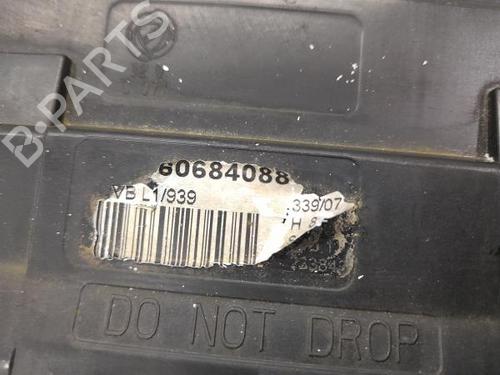 B-PARTS
60684088
VB L1/939
339/07
DO NOT DROP